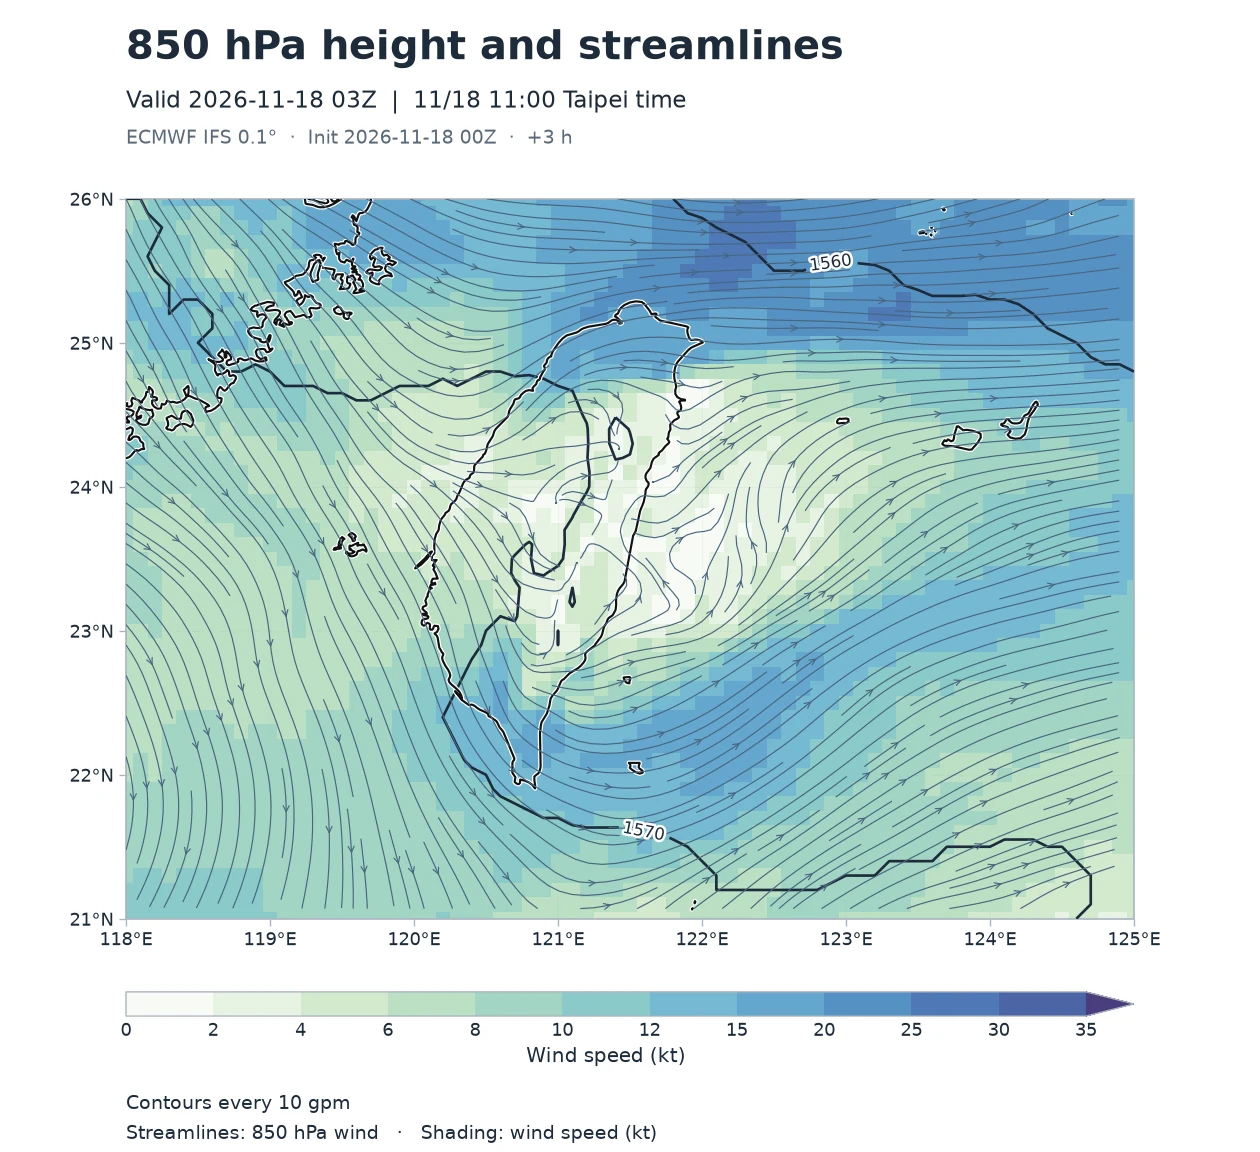 850 hPa height and streamlines
Valid 2026-11-18 03Z | 11/18 11:00 Taipei time
ECMWF IFS 0.1° · Init 2026-11-18 00Z · +3 h
26°N
1560
25°N
24°N
23°N
22°N
1570
21°N
118°E 119°E 120°E 121°E 122°E 123°E 124°E 125°E
0 2 4 6 8 10 12 15 20 25 30 35
Wind speed (kt)
Contours every 10 gpm
Streamlines: 850 hPa wind · Shading: wind speed (kt)